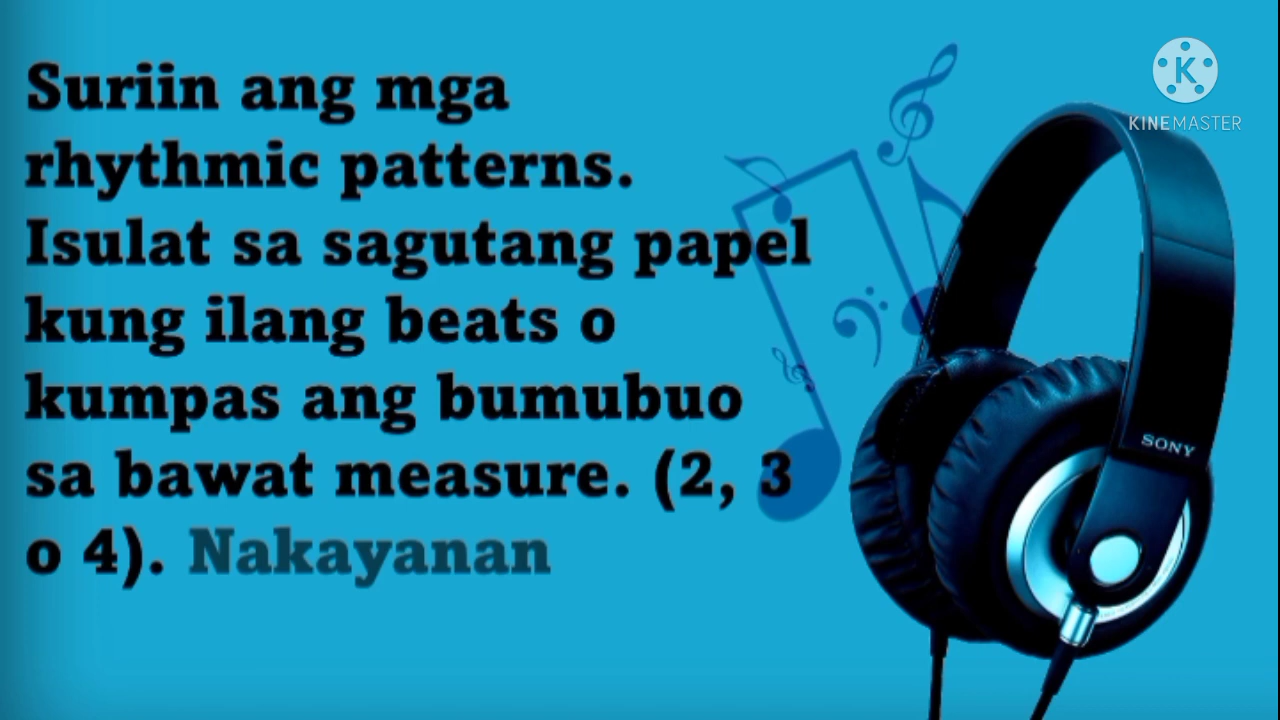 Suriin ang mga
rhythmic patterns.
Isulat sa sagutang papel
kung ilang beats o
kumpas ang bumubuo
sa bawat measure. (2, 3
o 4). Nakayanan
K
KINEMASTER
SONY